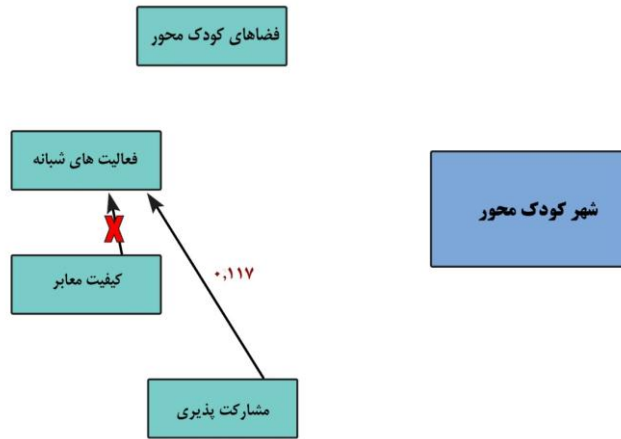 فضاهای کودک محور
فعالیت های شبانه
شهر کودک محور
X
کیفیت معابر
۰,۱۱۷
مشارکت پذیری